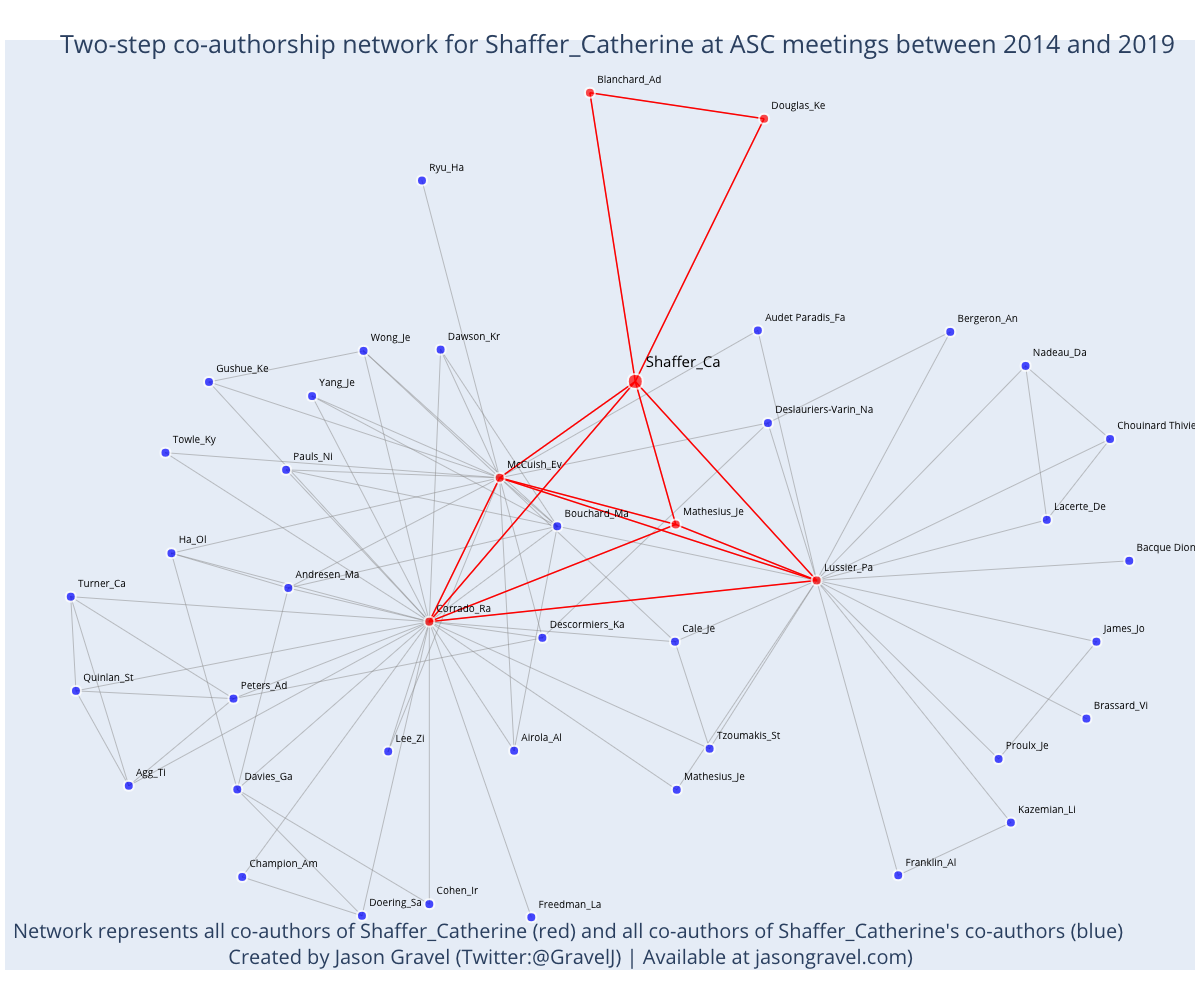 Two-step co-authorship network for Shaffer_Catherine at ASC meetings between 2014 and 2019
Blanchard_Ad
Douglas_Ke
Ryu_Ha
Audet Paradis_Fa
Bergeron_An
Wong_Je
Dawson_Kr
Nadeau_Da
Shaffer_Ca
Gushue_Ke
Yang_Je
Deslauriers-Varin_Na
Chouinard Thivie
Towle_Ky
Pauls_Ni
McCuish_Ev
Lacerte_De
Bouchard_Ma
Mathesius_Je
Ha_Ol
Bacque Dion
Andresen_Ma
Lussier_Pa
Turner_Ca
Corrado_Ra
Descormiers_Ka
Cale_Je
James_Jo
Quinlan_St
Peters_Ad
Brassard_Vi
Lee_Zi
Airola_Al
Tzoumakis_St
Proulx_Je
Agg_Ti
Davies_Ga
Mathesius_Je
Kazemian_Li
Champion_Am
Franklin_Al
Cohen_Ir
Doering_Sa
Freedman_La
Network represents all co-authors of Shaffer_Catherine (red) and all co-authors of Shaffer_Catherine's co-authors (blue)
Created by Jason Gravel (Twitter:@GravelJ) | Available at jasongravel.com)